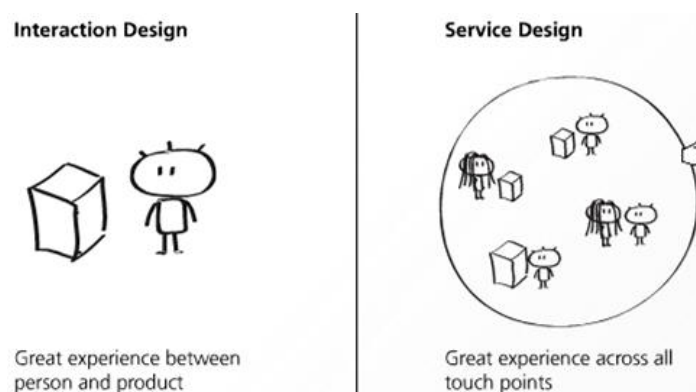 Interaction Design
Great experience between
person and product
Service Design
Great experience across all
touch points